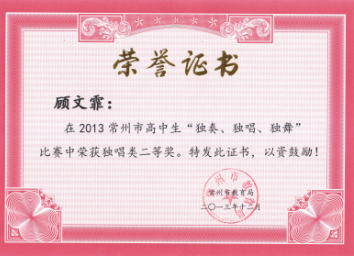 荣誉证书
顾文霏：
在2013常州市高中生“独奏、独唱、独舞”
比赛中荣获独唱类二等奖。特发此证书，以资鼓励！
常州市教育局
二〇一三年十二月